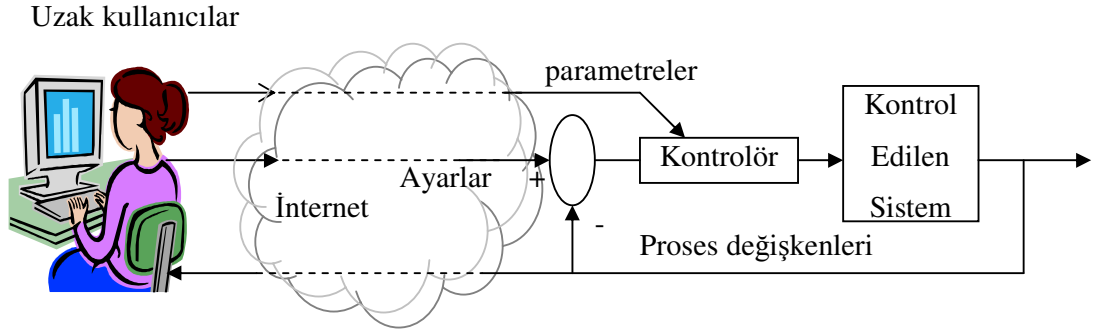 Uzak kullanıcılar
parametreler
Kontrol
Edilen
Sistem
Kontrolör
Ayarlar
+
İnternet
-
Proses değişkenleri